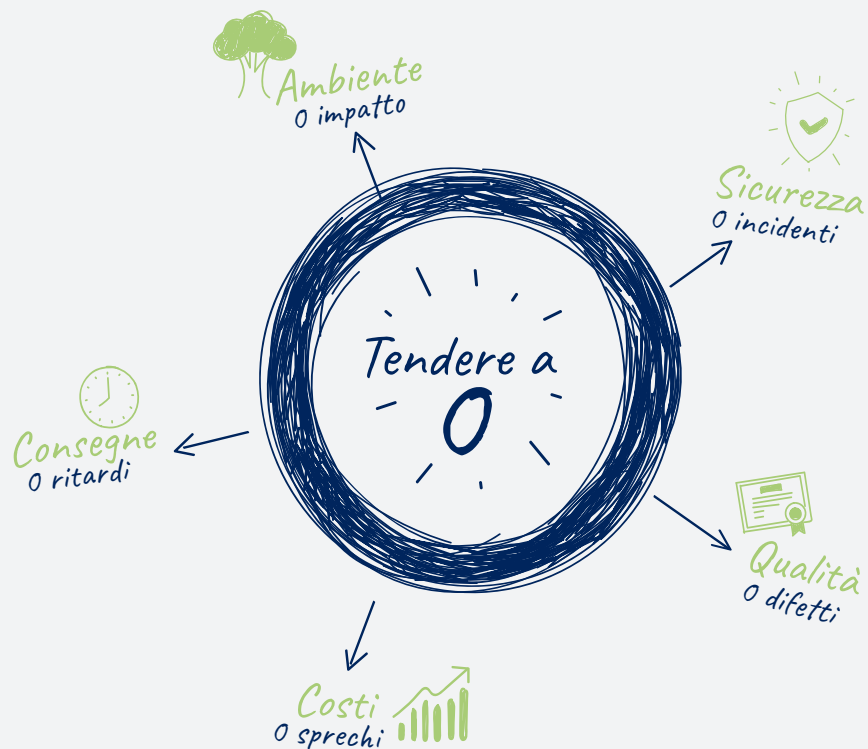 Ambiente
0 impatto
Sicurezza
0 incidenti
Tendere a
0
Consegne
0 ritardi
Qualità
0 difetti
Costi
0 sprechi